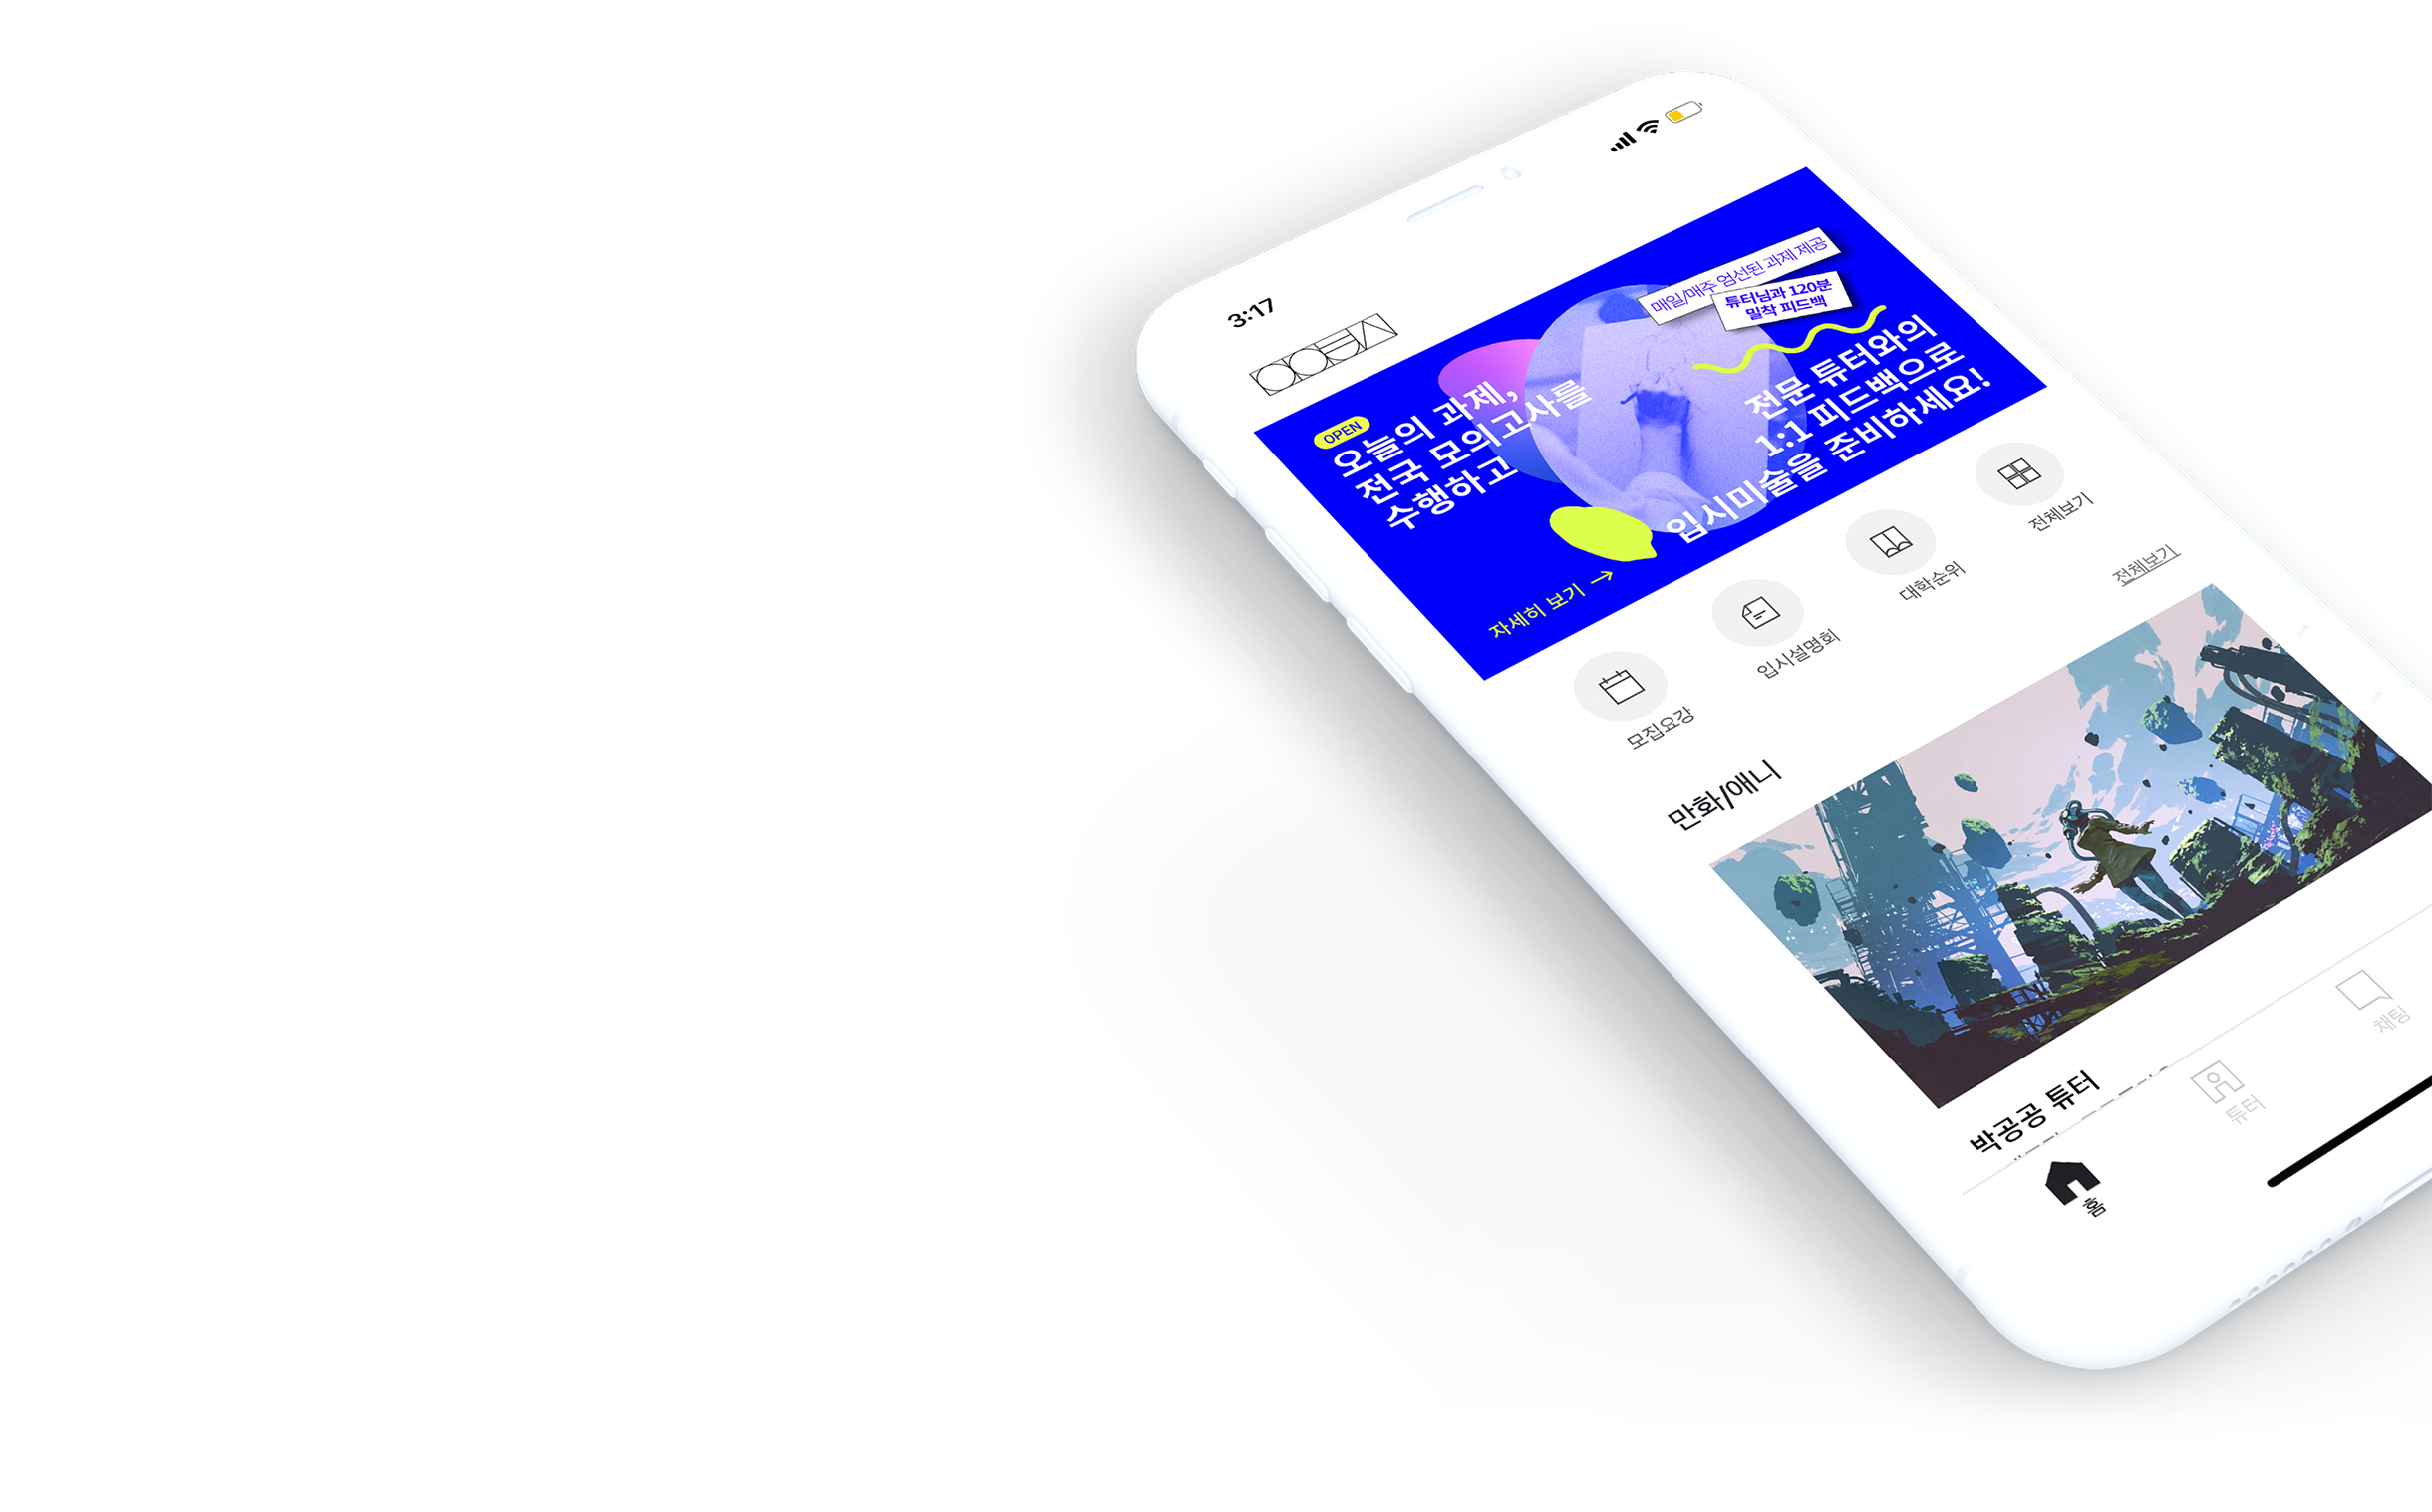 3:17
매일/매주 엄선된 과제 제공
튜터님과 120분
밀착 피드백
OPEN
오늘의 과제,
전국 모의고사를
수행하고
전문 튜터와의
1:1 피드백으로
입시미술을 준비하세요!
자세히 보기 →
모집요강
입시설명회
대학순위
전체보기
만화/애니
전체보기
박공공 튜터
홈
튜터
채팅